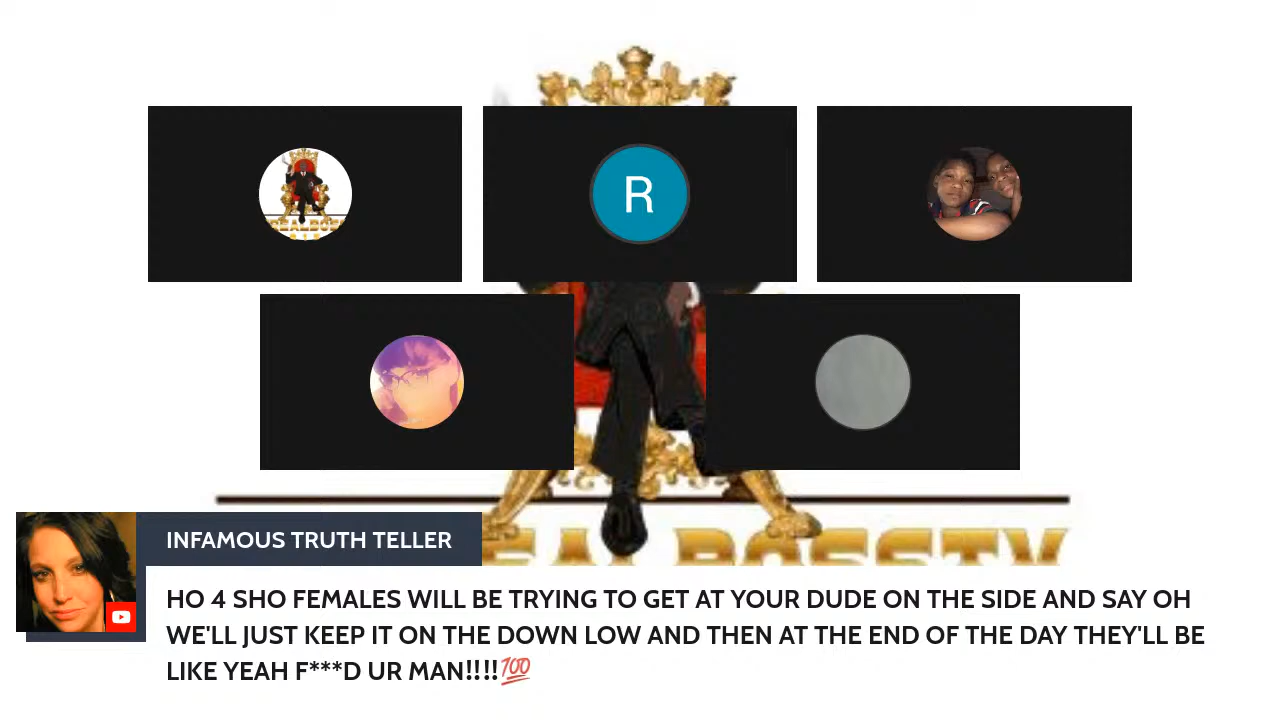 R
INFAMOUS TRUTH TELLER
EALBOSSTV
HO 4 SHO FEMALES WILL BE TRYING TO GET AT YOUR DUDE ON THE SIDE AND SAY OH
WE'LL JUST KEEP IT ON THE DOWN LOW AND THEN AT THE END OF THE DAY THEY'LL BE
LIKE YEAH F***D UR MAN!!!!💯